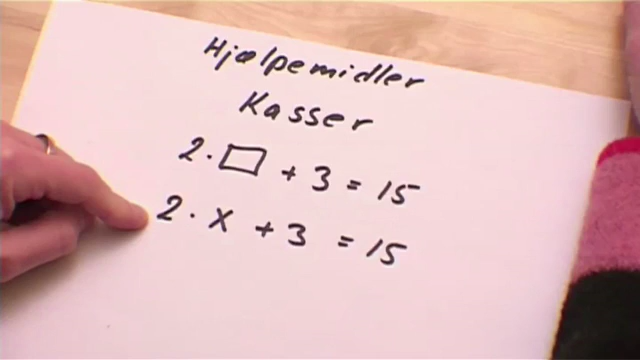 Hjælpemidler
Kasser
2 · □ + 3 = 15
2 · x + 3 = 15